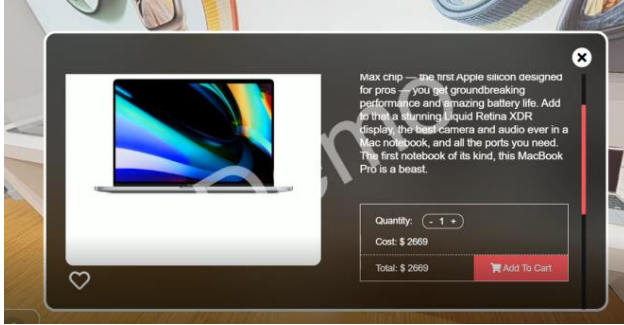 Max chip — the first Apple silicon designed
for pros — you get groundbreaking
performance and amazing battery life. Add
to that a stunning Liquid Retina XDR
display, the best camera and audio ever in a
Mac notebook, and all the ports you need.
The first notebook of its kind, this MacBook
Pro is a beast.
Demo
Quantity: - 1 +
Cost: $ 2669
Total: $ 2669 Add To Cart